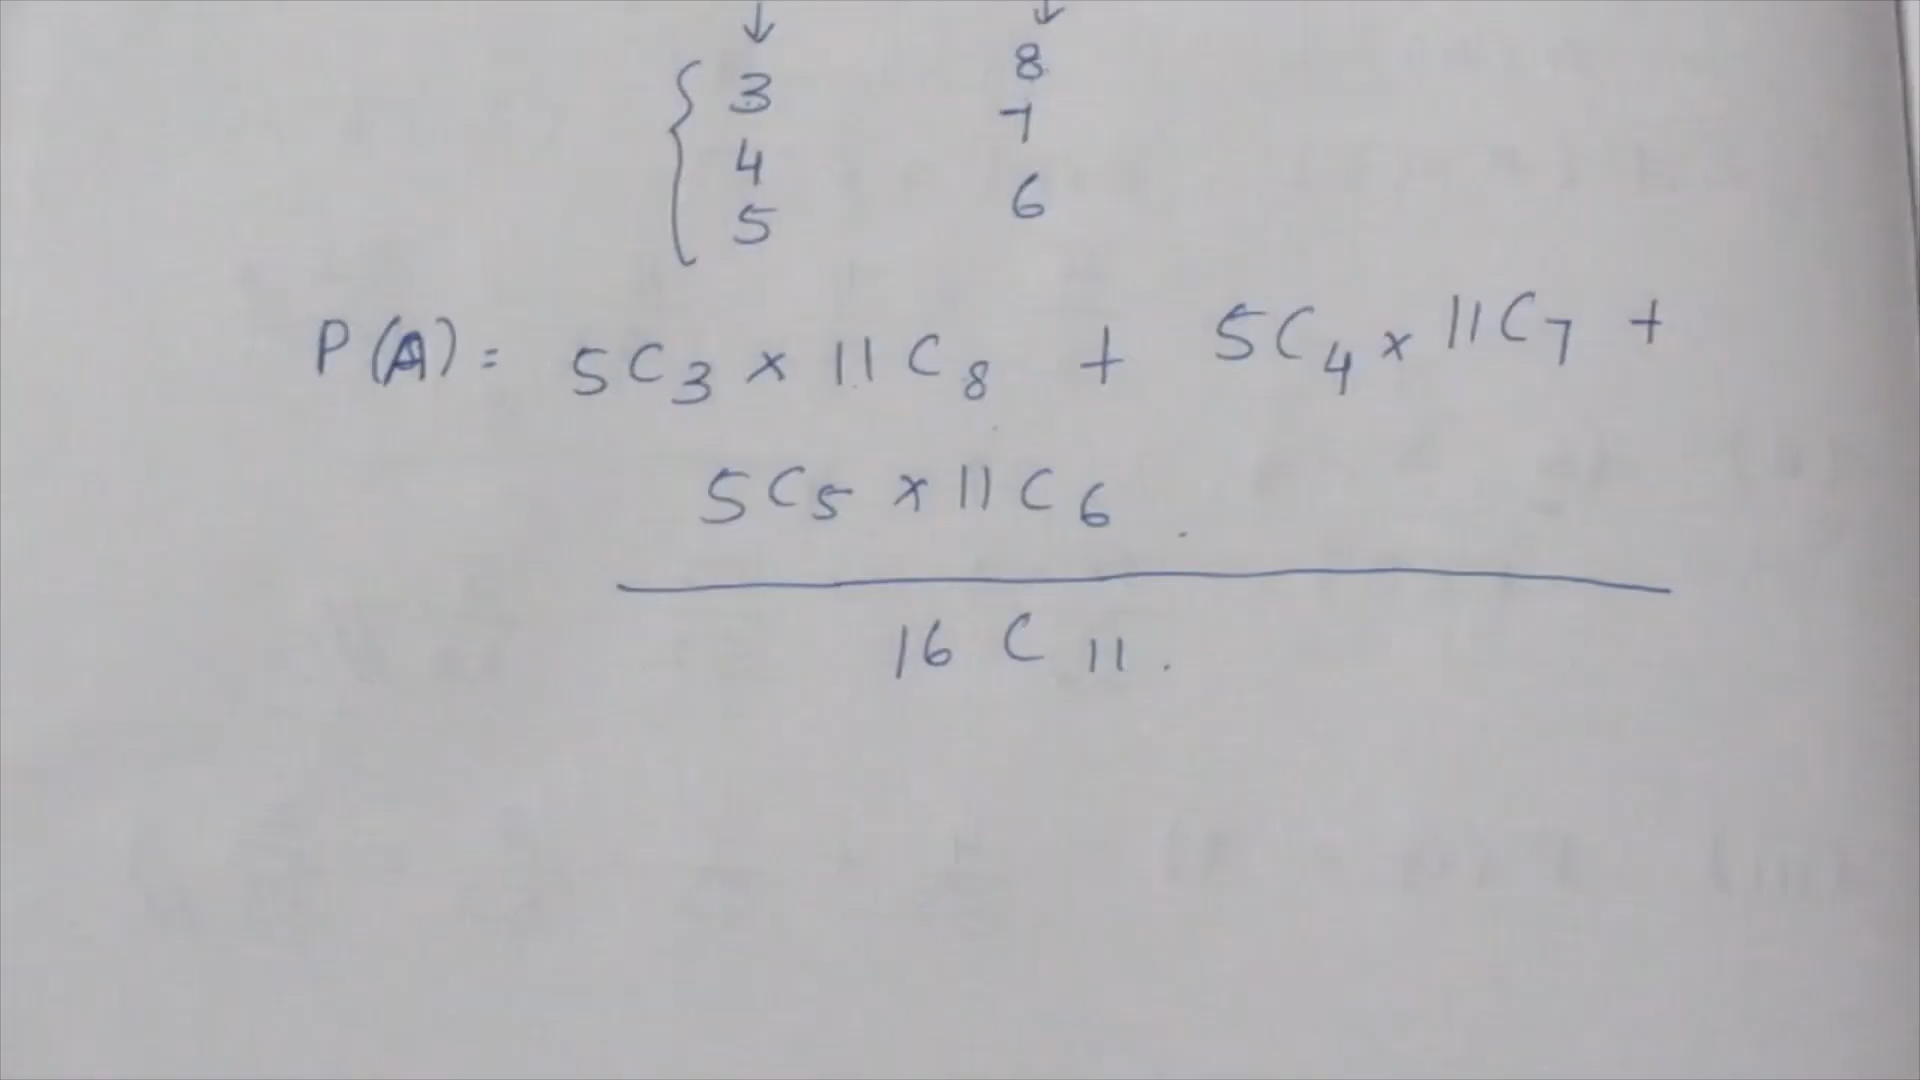 ↓ ↓
{ 3 8
4 7
5 6
P(A) = 5C3 × 11C8 + 5C4 × 11C7 +
5C5 × 11C6
16C11.